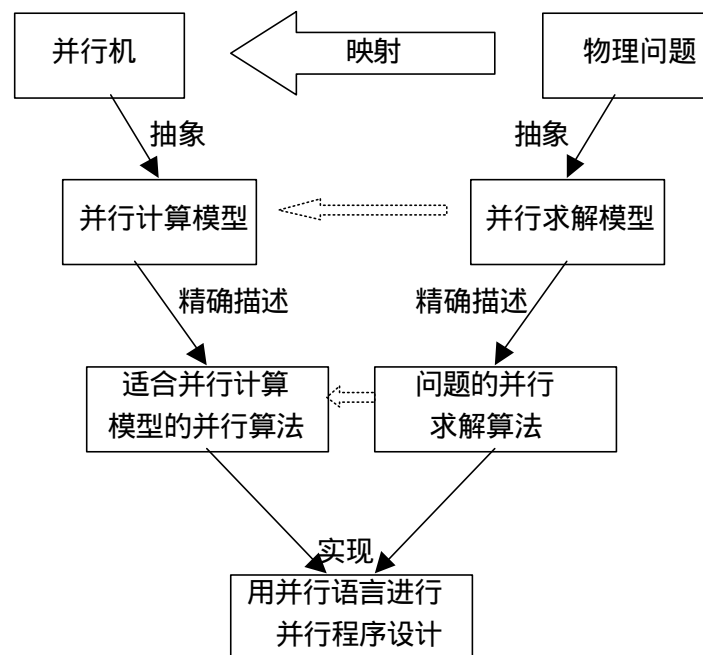 并行机
映射
物理问题
抽象
抽象
并行计算模型
并行求解模型
精确描述
精确描述
适合并行计算
模型的并行算法
问题的并行
求解算法
实现
用并行语言进行
并行程序设计